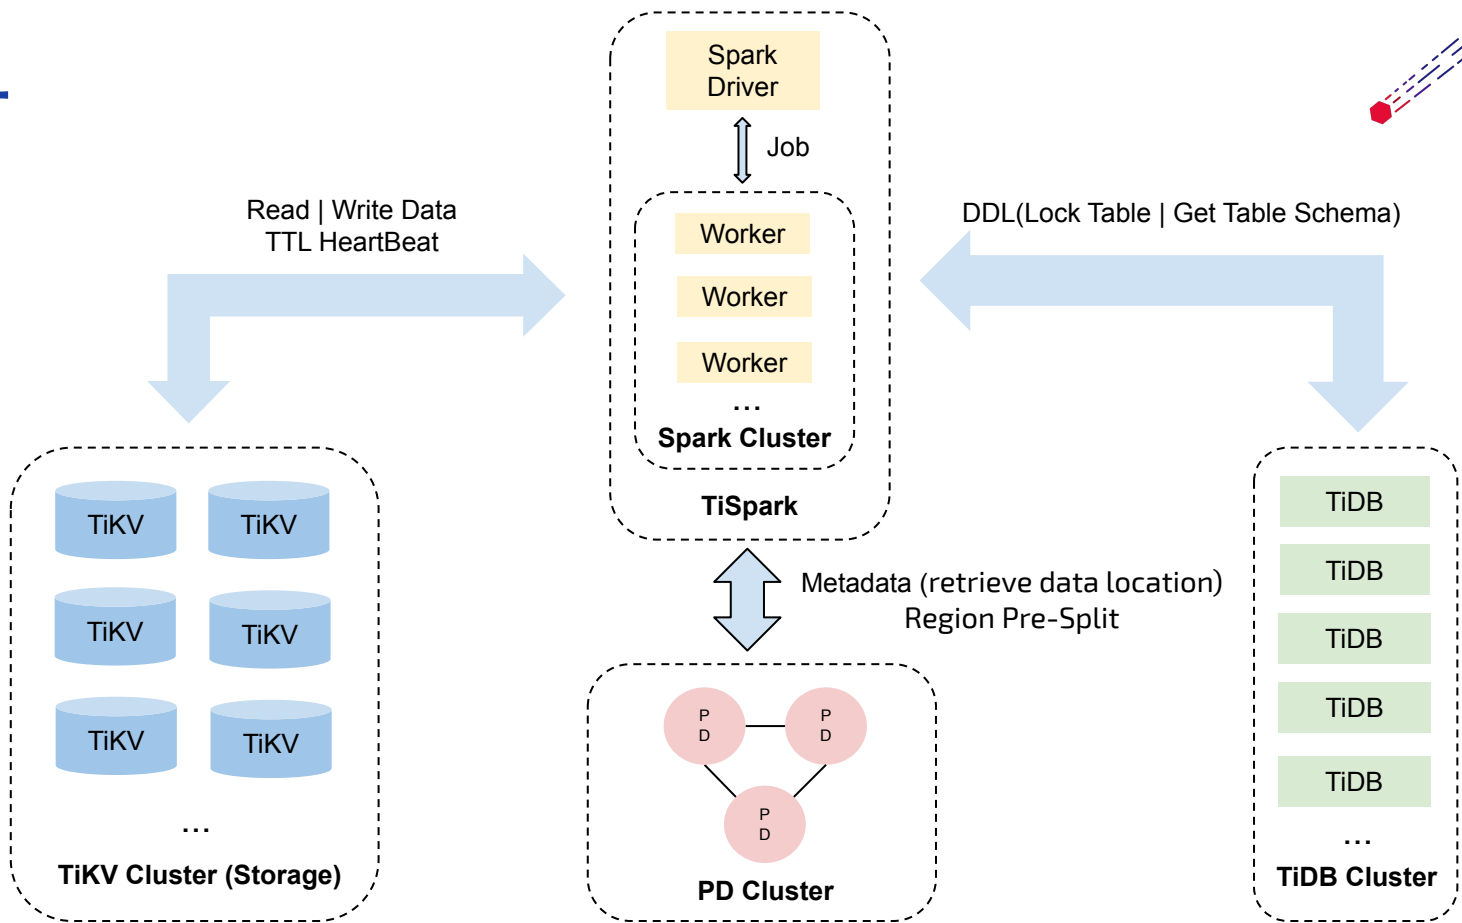 Spark
Driver
Job
Read | Write Data
TTL HeartBeat
DDL(Lock Table | Get Table Schema)
Worker
Worker
Worker
...
Spark Cluster
TiSpark
Metadata (retrieve data location)
Region Pre-Split
TiKV
TiKV
TiKV
TiKV
TiKV
TiKV
...
TiKV Cluster (Storage)
P
D
P
D
P
D
PD Cluster
TiDB
TiDB
TiDB
TiDB
TiDB
...
TiDB Cluster